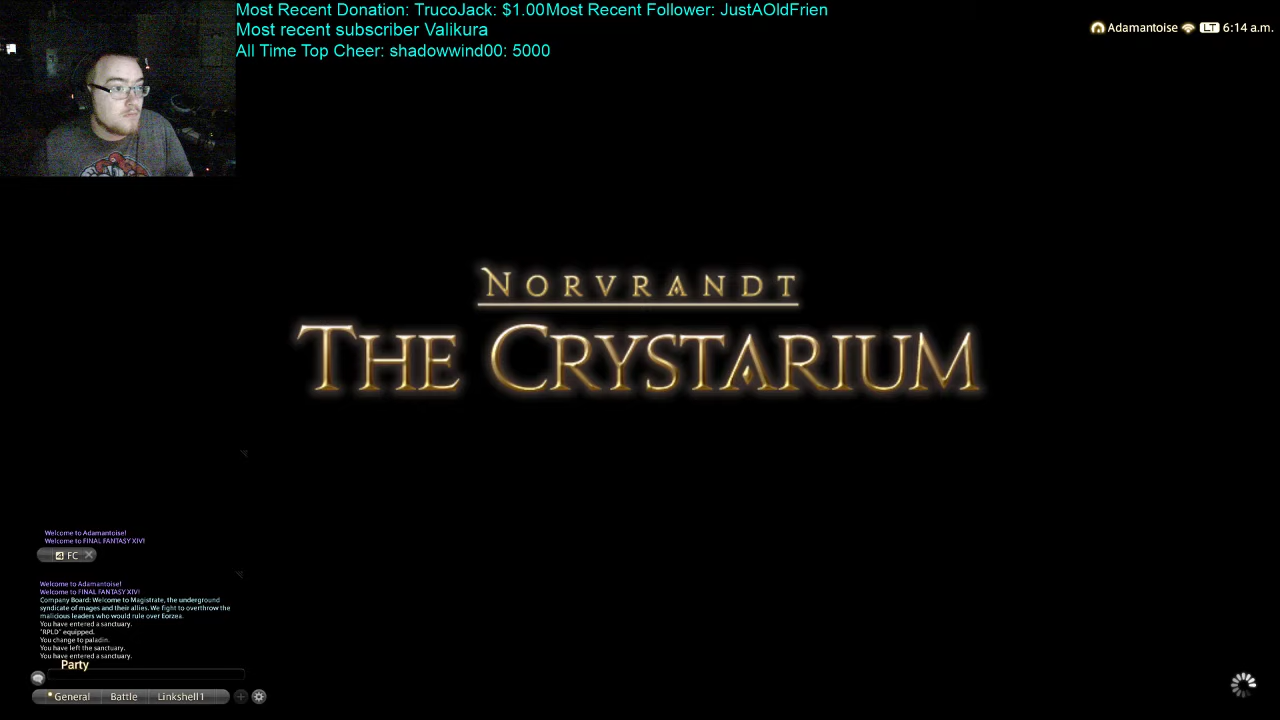 Most Recent Donation: TrucoJack: $1.00Most Recent Follower: JustAOldFrien
Most recent subscriber Valikura
All Time Top Cheer: shadowwind00: 5000
Adamantoise LT 6:14 a.m.
NORVRANDT
THE CRYSTARIUM
Welcome to Adamantoise!
Welcome to FINAL FANTASY XIV!
4 FC
Welcome to Adamantoise!
Welcome to FINAL FANTASY XIV!
Company Board: Welcome to Magistrate, the underground
syndicate of mages and their allies. We fight to overthrow the
malicious leaders who would rule over Eorzea.
You have entered a sanctuary.
"RPLD" equipped.
You change to paladin.
You have left the sanctuary.
You have entered a sanctuary.
Party
General Battle Linkshell1